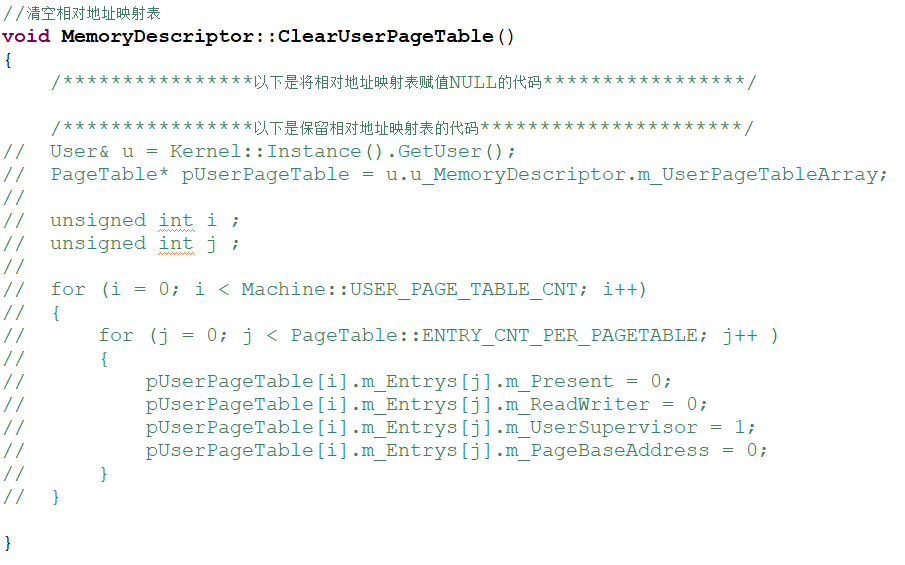 //清空相对地址映射表
void MemoryDescriptor::ClearUserPageTable()
{
    /****************以下是将相对地址映射表赋值NULL的代码*****************/
    /****************以下是保留相对地址映射表的代码**********************/
//  User& u = Kernel::Instance().GetUser();
//  PageTable* pUserPageTable = u.u_MemoryDescriptor.m_UserPageTableArray;
//
//  unsigned int i ;
//  unsigned int j ;
//
//  for (i = 0; i < Machine::USER_PAGE_TABLE_CNT; i++)
//  {
//      for (j = 0; j < PageTable::ENTRY_CNT_PER_PAGETABLE; j++ )
//      {
//          pUserPageTable[i].m_Entrys[j].m_Present = 0;
//          pUserPageTable[i].m_Entrys[j].m_ReadWriter = 0;
//          pUserPageTable[i].m_Entrys[j].m_UserSupervisor = 1;
//          pUserPageTable[i].m_Entrys[j].m_PageBaseAddress = 0;
//      }
//  }
}